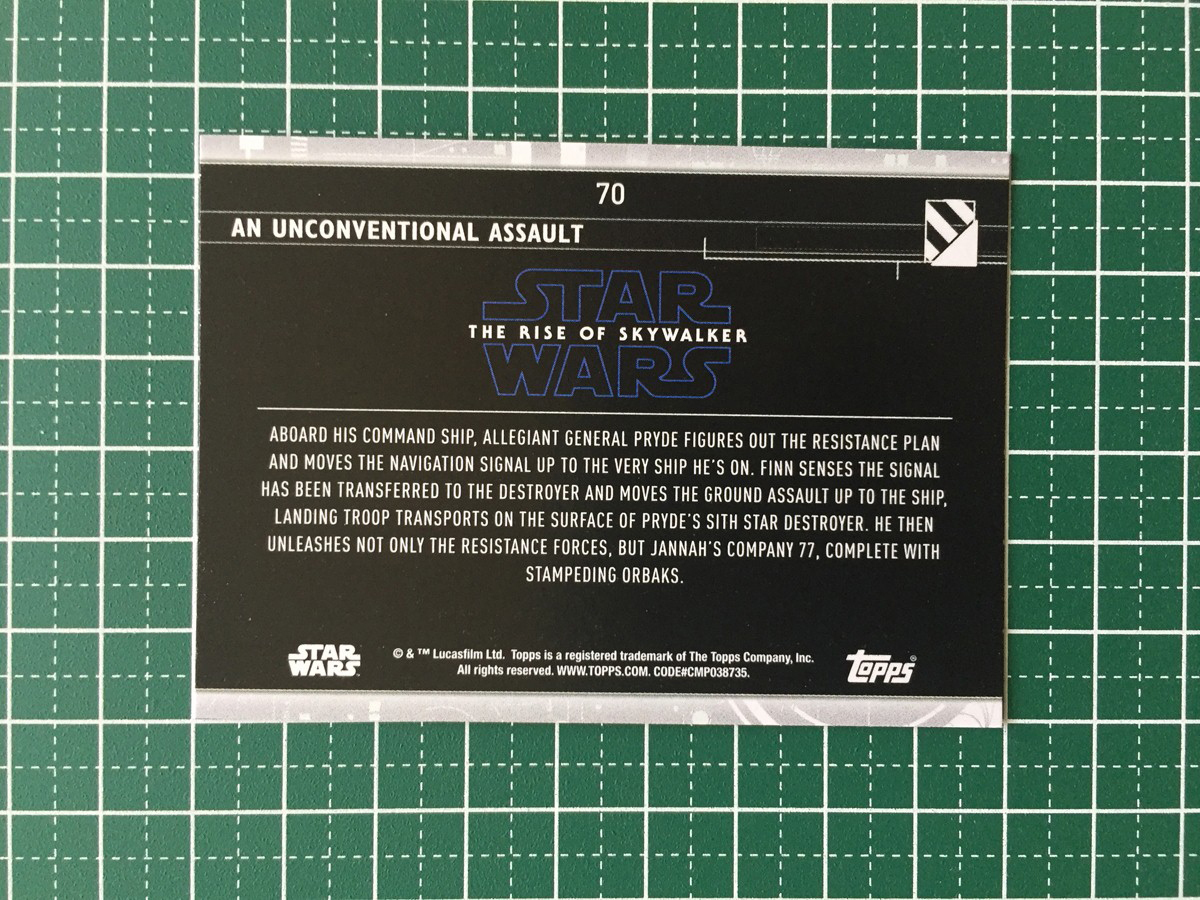 70
AN UNCONVENTIONAL ASSAULT
STAR
THE RISE OF SKYWALKER
WARS
ABOARD HIS COMMAND SHIP, ALLEGIANT GENERAL PRYDE FIGURES OUT THE RESISTANCE PLAN
AND MOVES THE NAVIGATION SIGNAL UP TO THE VERY SHIP HE'S ON. FINN SENSES THE SIGNAL
HAS BEEN TRANSFERRED TO THE DESTROYER AND MOVES THE GROUND ASSAULT UP TO THE SHIP,
LANDING TROOP TRANSPORTS ON THE SURFACE OF PRYDE'S SITH STAR DESTROYER. HE THEN
UNLEASHES NOT ONLY THE RESISTANCE FORCES, BUT JANNAH'S COMPANY 77, COMPLETE WITH
STAMPEDING ORBAKS.
STAR
WARS
© & ™ Lucasfilm Ltd. Topps is a registered trademark of The Topps Company, Inc.
All rights reserved. WWW.TOPPS.COM. CODE#CMP038735.
topps®